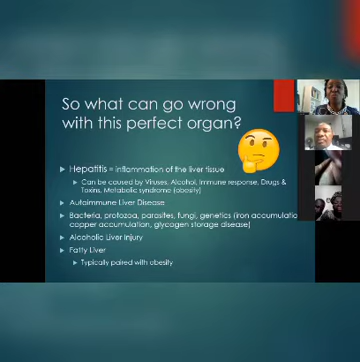 So what can go wrong
with this perfect organ?
Hepatitis = inflammation of the liver tissue
Can be caused by Viruses, Alcohol, Immune response, Drugs &
Toxins, Metabolic syndrome (obesity)
Autoimmune Liver Disease
Bacteria, protozoa, parasites, fungi, genetics (iron accumulatio
copper accumulation, glycogen storage disease)
Alcoholic Liver Injury
Fatty Liver
Typically paired with obesity